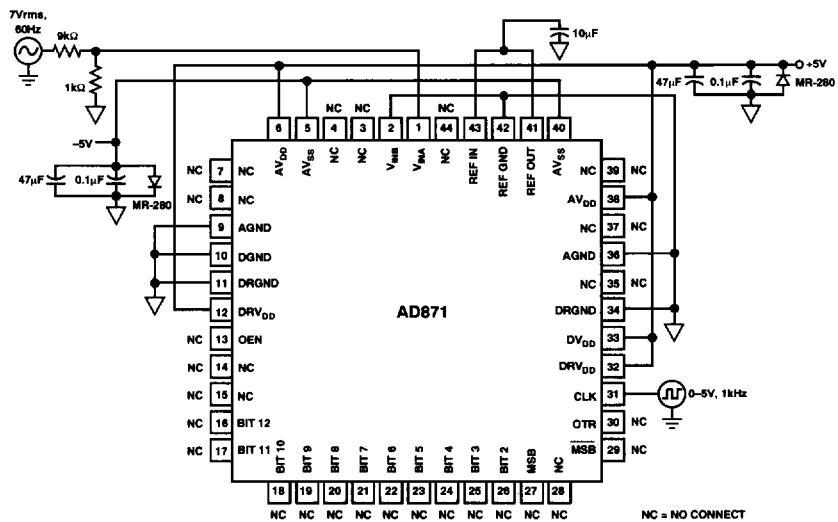 7Vrms,
60Hz
9kΩ
1kΩ
10μF
+5V
47μF
0.1μF
MR-280
–5V
47μF
0.1μF
MR-280
NC NC NC
6 5 4 3 2 1 44 43 42 41 40
AVDD AVSS NC NC VINB VINA NC REF IN REF GND REF OUT AVSS
NC 7 NC
NC 8 NC
9 AGND
10 DGND
11 DRGND
12 DRVDD
NC 13 OEN
NC 14 NC
NC 15 NC
NC 16 BIT 12
NC 17 BIT 11
AD871
NC 39 NC
AVDD 38
NC 37 NC
AGND 36
NC 35 NC
DRGND 34
DVDD 33
DRVDD 32
CLK 31
0–5V, 1kHz
OTR 30 NC
MSB 29 NC
BIT 10 BIT 9 BIT 8 BIT 7 BIT 6 BIT 5 BIT 4 BIT 3 BIT 2 MSB NC
18 19 20 21 22 23 24 25 26 27 28
NC NC NC NC NC NC NC NC NC NC NC
NC = NO CONNECT